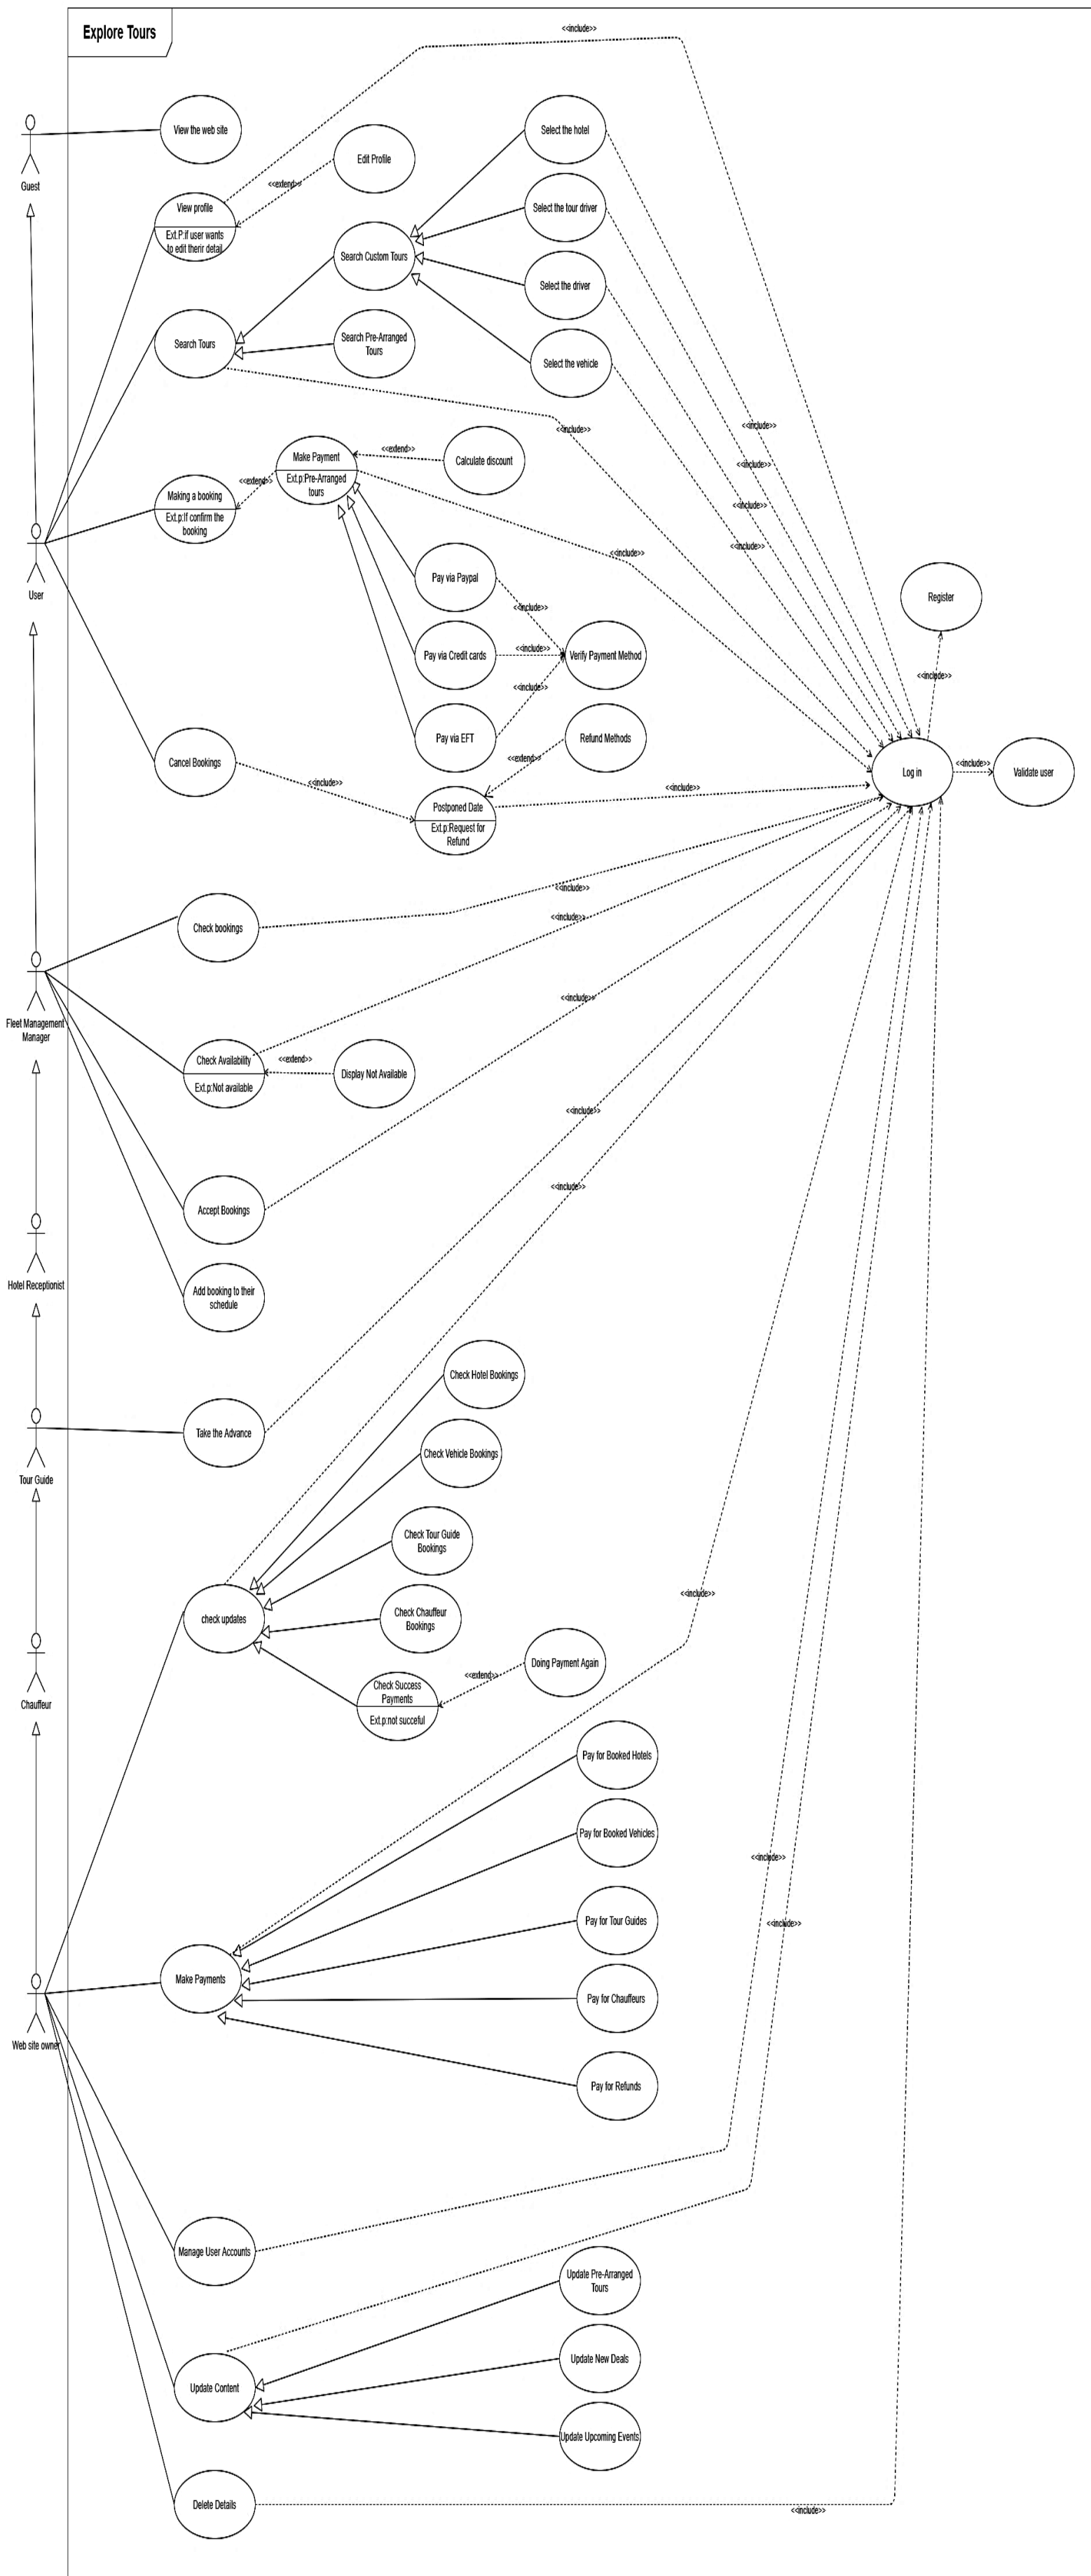 Explore Tours
<<include>>
View the web site
Select the hotel
Guest
Edit Profile
<<extend>>
View profile
Ext.P:if user wants
to edit therir detail
Select the tour driver
Search Custom Tours
Select the driver
Search Tours
Search Pre-Arranged
Tours
Select the vehicle
<<include>>
<<include>>
<<include>>
<<include>>
<<include>>
Make Payment
Ext.p:Pre-Arranged
tours
<<extend>>
Calculate discount
<<extend>>
Making a booking
Ext.p:If confirm the
booking
<<include>>
User
Pay via Paypal
<<include>>
Register
Pay via Credit cards
<<include>>
Verify Payment Method
<<include>>
<<include>>
Pay via EFT
Refund Methods
<<extend>>
Cancel Bookings
<<include>>
Log in
<<include>>
Validate user
<<include>>
Postponed Date
Ext.p:Request for
Refund
<<include>>
Check bookings
<<include>>
<<include>>
Fleet Management
Manager
Check Availability
Ext.p:Not available
<<extend>>
Display Not Available
<<include>>
<<include>>
Accept Bookings
Hotel Receptionist
Add booking to their
schedule
Check Hotel Bookings
Take the Advance
Tour Guide
Check Vehicle Bookings
Check Tour Guide
Bookings
<<include>>
check updates
Check Chauffeur
Bookings
Chauffeur
Check Success
Payments
Ext.p:not succeful
<<extend>>
Doing Payment Again
Pay for Booked Hotels
Pay for Booked Vehicles
<<include>>
<<include>>
Pay for Tour Guides
Make Payments
Pay for Chauffeurs
Web site owner
Pay for Refunds
Manage User Accounts
Update Pre-Arranged
Tours
Update New Deals
Update Content
Update Upcoming Events
Delete Details
<<include>>